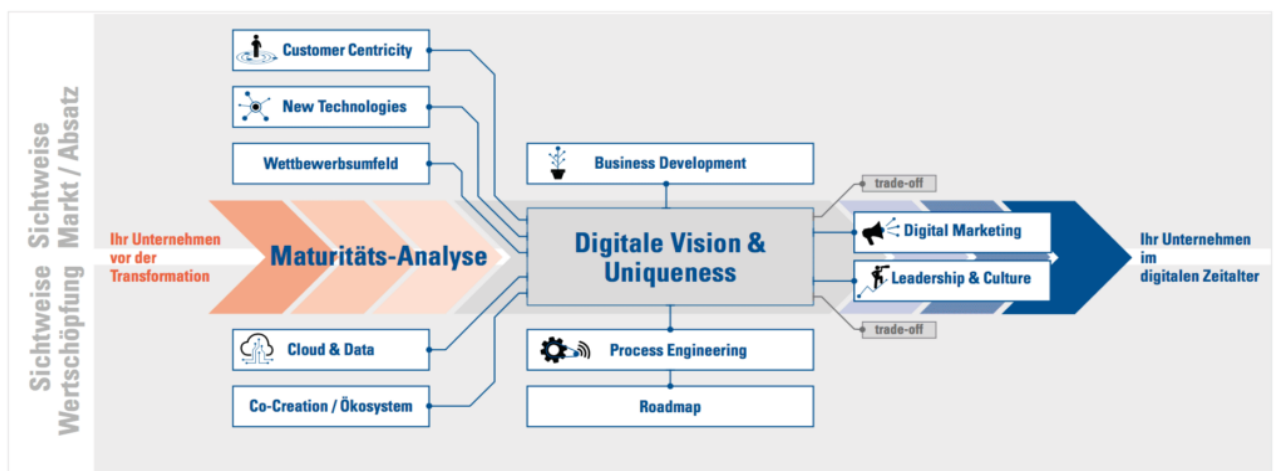 Sichtweise
Markt / Absatz
Sichtweise
Wertschöpfung
Ihr Unternehmen
vor der
Transformation
Customer Centricity
New Technologies
Wettbewerbsumfeld
Maturitäts-Analyse
Cloud & Data
Co-Creation / Ökosystem
Business Development
Digitale Vision &
Uniqueness
Process Engineering
Roadmap
trade-off
Digital Marketing
Leadership & Culture
trade-off
Ihr Unternehmen
im
digitalen Zeitalter